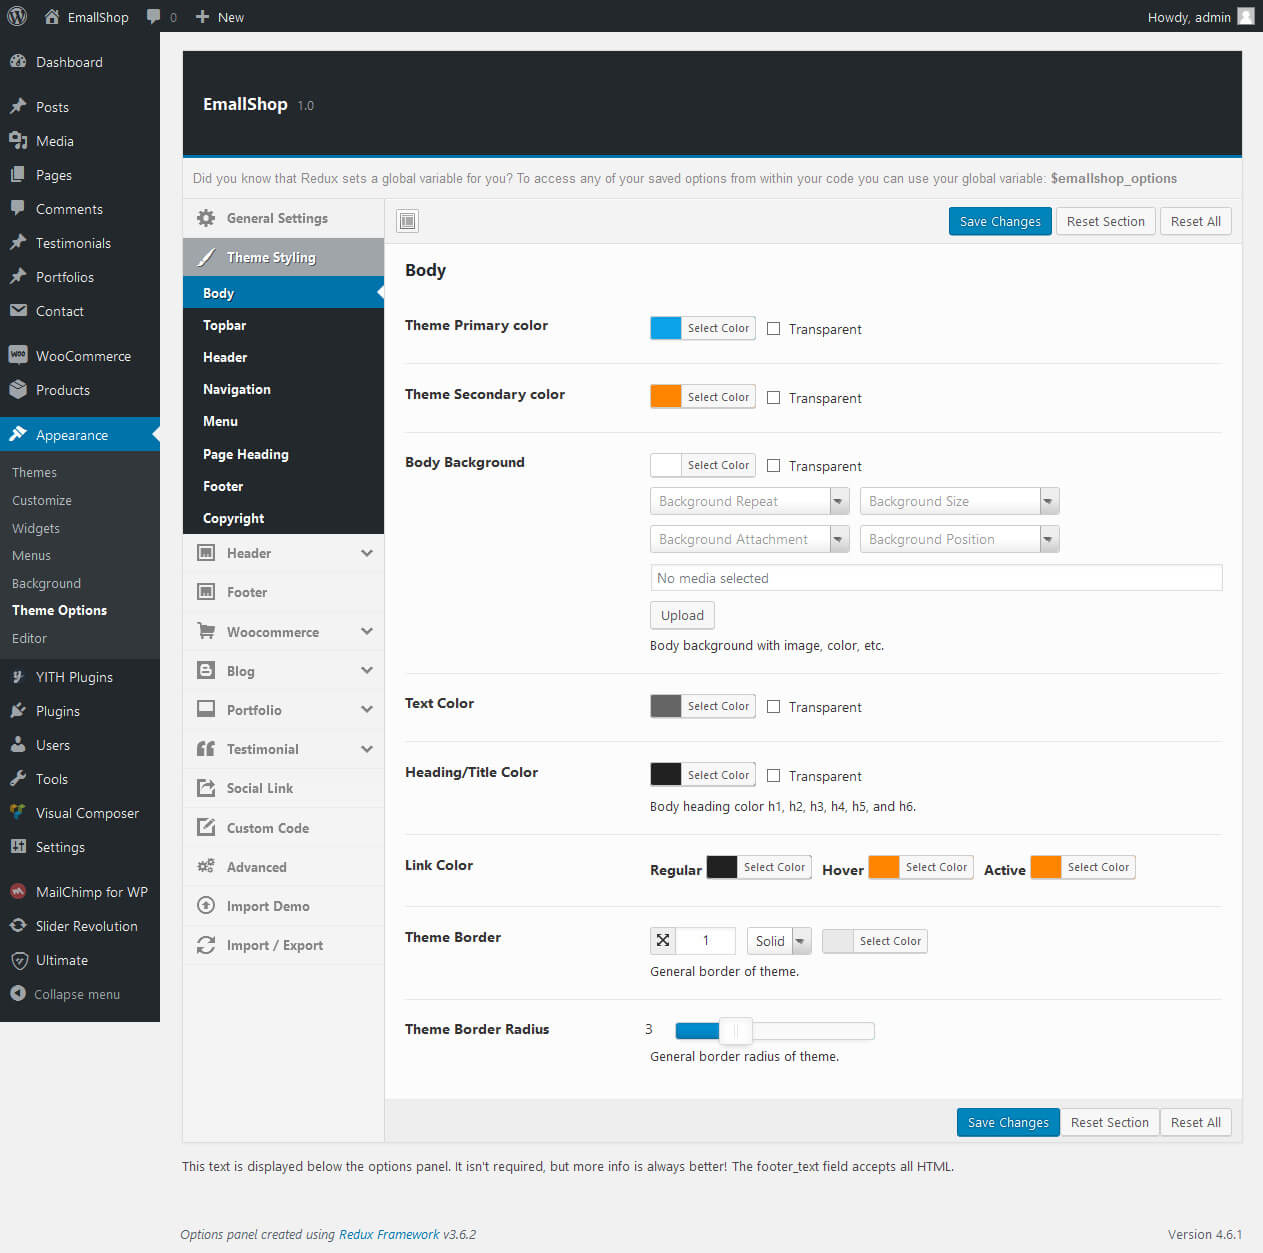 EmallShop 0 New Howdy, admin
Dashboard
Posts
Media
Pages
Comments
Testimonials
Portfolios
Contact
WooCommerce
Products
Appearance
Themes
Customize
Widgets
Menus
Background
Theme Options
Editor
YITH Plugins
Plugins
Users
Tools
Visual Composer
Settings
MailChimp for WP
Slider Revolution
Ultimate
Collapse menu
EmallShop 1.0
Did you know that Redux sets a global variable for you? To access any of your saved options from within your code you can use your global variable: $emallshop_options
General Settings
Theme Styling
Body
Topbar
Header
Navigation
Menu
Page Heading
Footer
Copyright
Header
Footer
Woocommerce
Blog
Portfolio
Testimonial
Social Link
Custom Code
Advanced
Import Demo
Import / Export
Save Changes Reset Section Reset All
Body
Theme Primary color Select Color Transparent
Theme Secondary color Select Color Transparent
Body Background Select Color Transparent
Background Repeat Background Size
Background Attachment Background Position
No media selected
Upload
Body background with image, color, etc.
Text Color Select Color Transparent
Heading/Title Color Select Color Transparent
Body heading color h1, h2, h3, h4, h5, and h6.
Link Color Regular Select Color Hover Select Color Active Select Color
Theme Border 1 Solid Select Color
General border of theme.
Theme Border Radius 3
General border radius of theme.
Save Changes Reset Section Reset All
This text is displayed below the options panel. It isn't required, but more info is always better! The footer_text field accepts all HTML.
Options panel created using Redux Framework v3.6.2 Version 4.6.1